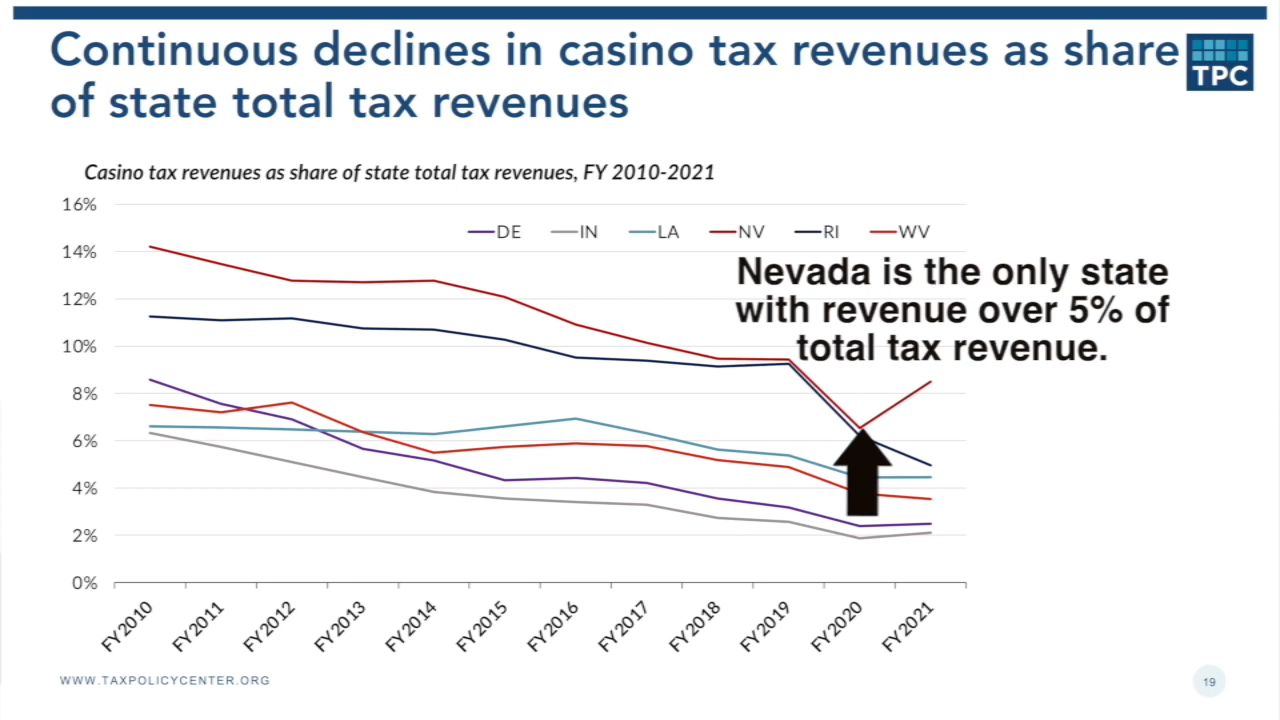 Continuous declines in casino tax revenues as share
of state total tax revenues
TPC
Casino tax revenues as share of state total tax revenues, FY 2010-2021
16%
14%
12%
10%
8%
6%
4%
2%
0%
DE IN LA NV RI WV
Nevada is the only state
with revenue over 5% of
total tax revenue.
FY2010 FY2011 FY2012 FY2013 FY2014 FY2015 FY2016 FY2017 FY2018 FY2019 FY2020 FY2021
WWW.TAXPOLICYCENTER.ORG
19